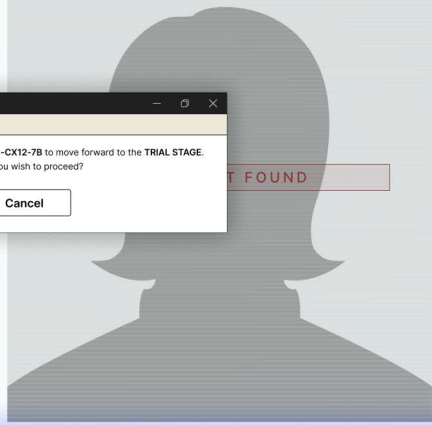 -CX12-7B to move forward to the TRIAL STAGE.
ou wish to proceed?
T FOUND
Cancel